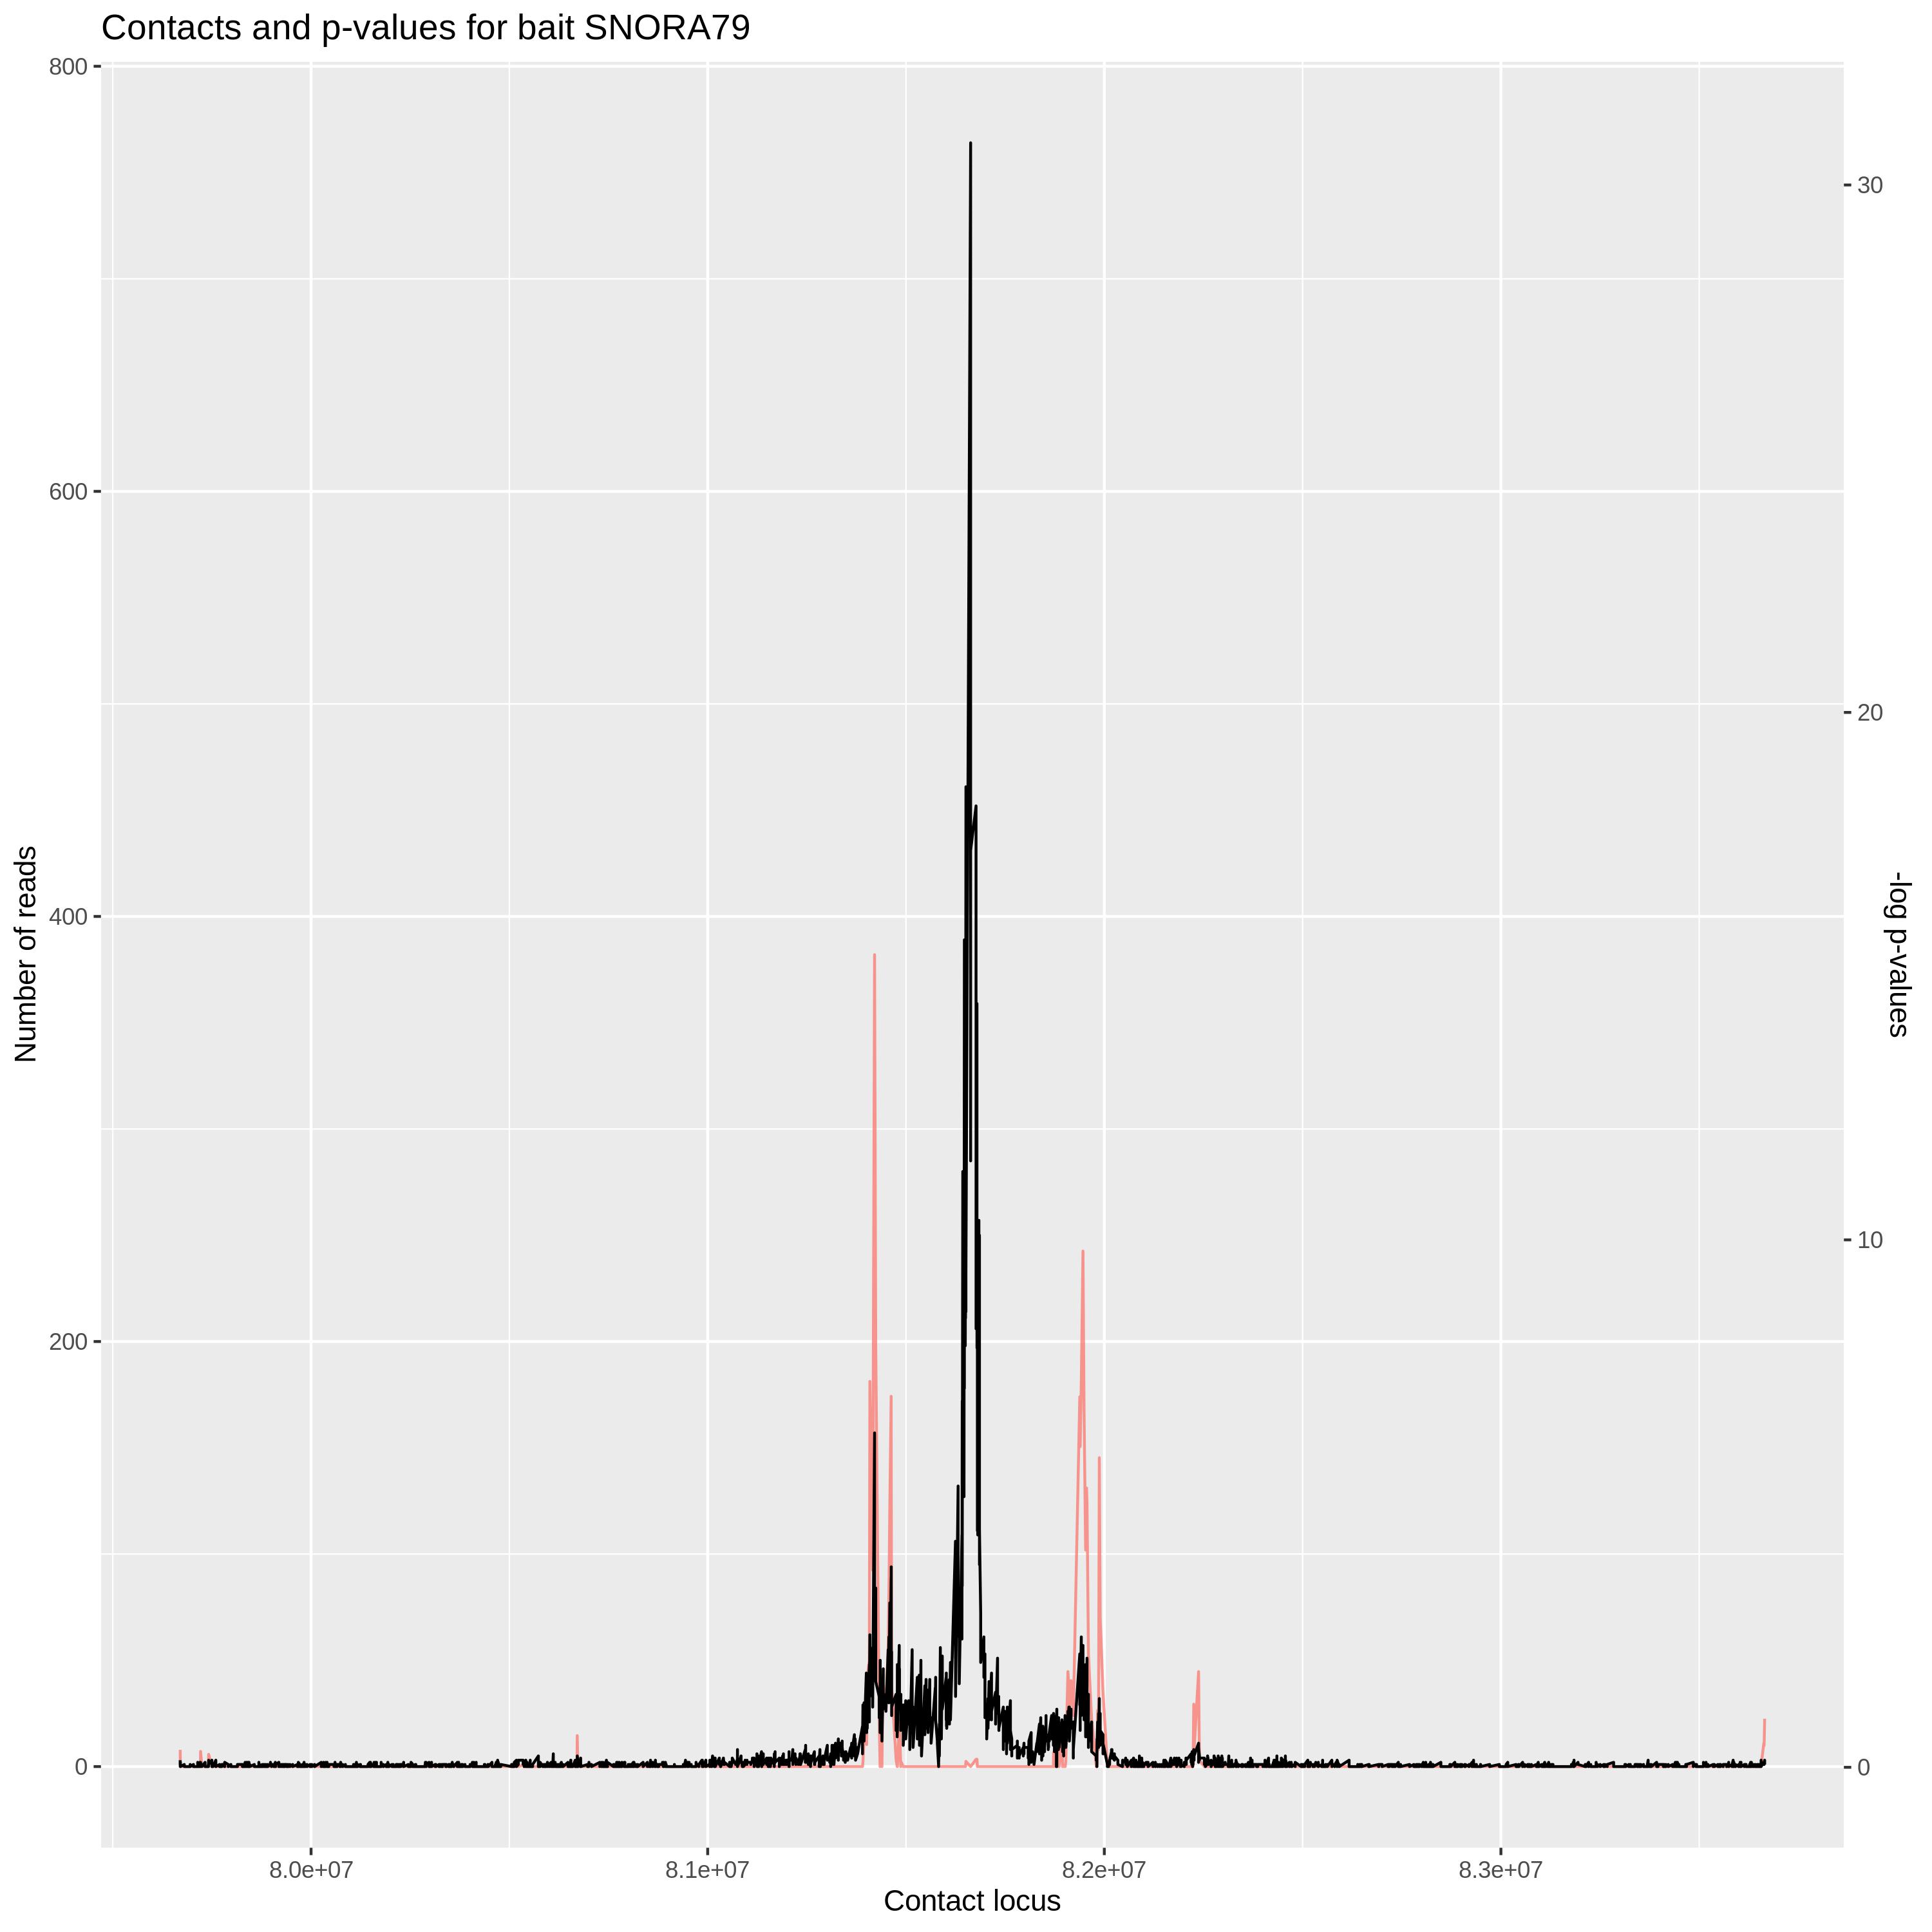 Contacts and p-values for bait SNORA79
800
600
400
200
0
Number of reads
30
20
10
0
-log p-values
8.0e+07 8.1e+07 8.2e+07 8.3e+07
Contact locus